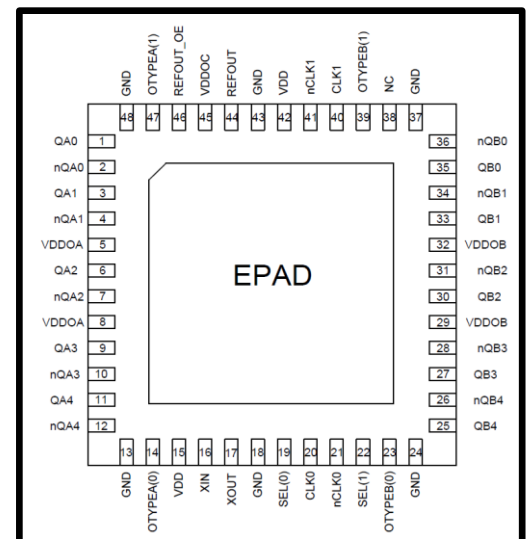 GND OTYPEA(1) REFOUT_OE VDDOC REFOUT GND VDD nCLK1 CLK1 OTYPEB(1) NC GND
48 47 46 45 44 43 42 41 40 39 38 37
QA0 1 36 nQB0
nQA0 2 35 QB0
QA1 3 34 nQB1
nQA1 4 33 QB1
VDDOA 5 32 VDDOB
QA2 6 31 nQB2
EPAD
nQA2 7 30 QB2
VDDOA 8 29 VDDOB
QA3 9 28 nQB3
nQA3 10 27 QB3
QA4 11 26 nQB4
nQA4 12 25 QB4
13 14 15 16 17 18 19 20 21 22 23 24
GND OTYPEA(0) VDD XIN XOUT GND SEL(0) CLK0 nCLK0 SEL(1) OTYPEB(0) GND